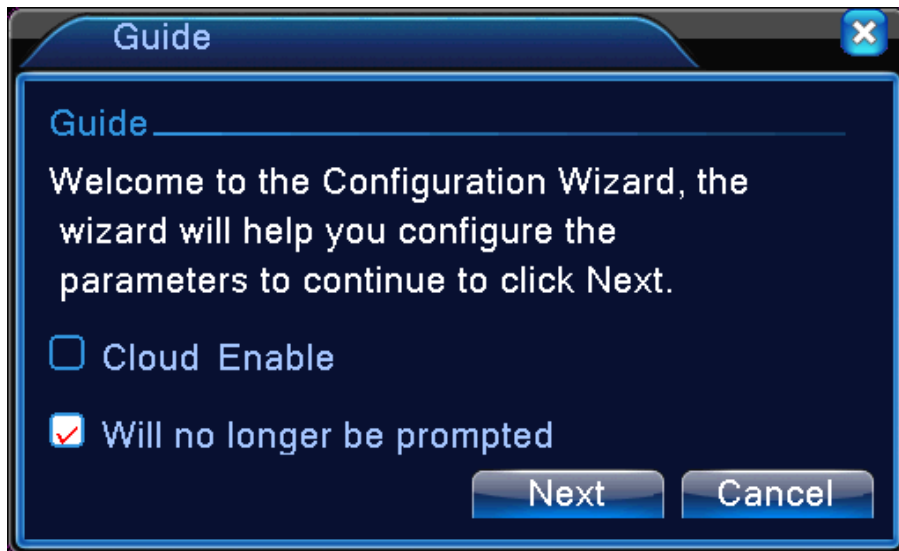 Guide
Guide
Welcome to the Configuration Wizard, the
wizard will help you configure the
parameters to continue to click Next.
Cloud Enable
Will no longer be prompted
Next Cancel